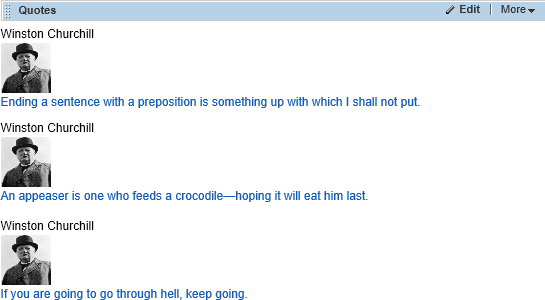 Quotes
Edit | More
Winston Churchill
Ending a sentence with a preposition is something up with which I shall not put.
Winston Churchill
An appeaser is one who feeds a crocodile—hoping it will eat him last.
Winston Churchill
If you are going to go through hell, keep going.